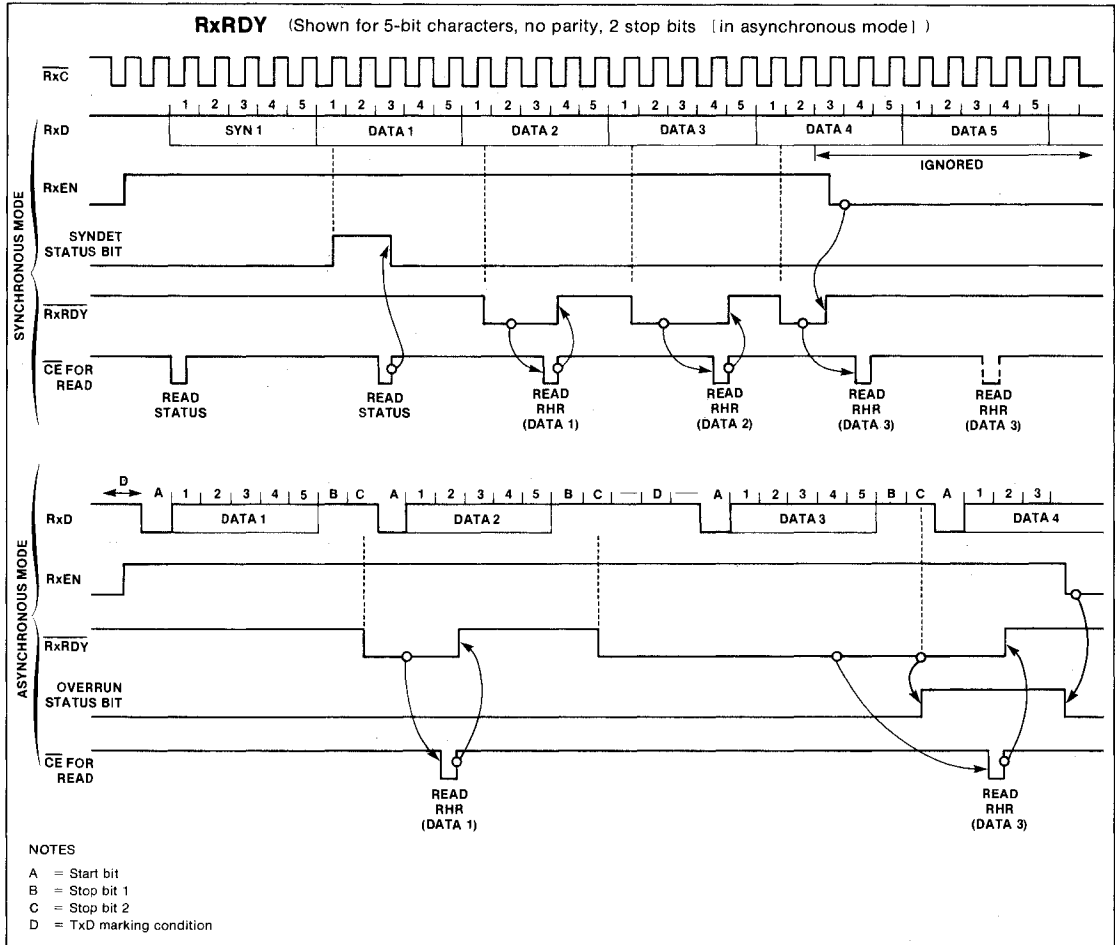 RxRDY (Shown for 5-bit characters, no parity, 2 stop bits [in asynchronous mode] )
RxC
1 2 3 4 5 1 2 3 4 5 1 2 3 4 5 1 2 3 4 5 1 2 3 4 5
RxD
SYN 1 DATA 1 DATA 2 DATA 3 DATA 4 DATA 5
IGNORED
RxEN
SYNCHRONOUS MODE
SYNDET
STATUS BIT
RxRDY
CE FOR
READ
READ
STATUS
READ
STATUS
READ
RHR
(DATA 1)
READ
RHR
(DATA 2)
READ
RHR
(DATA 3)
READ
RHR
(DATA 3)
D A 1 2 3 4 5 B C A 1 2 3 4 5 B C D A 1 2 3 4 5 B C A 1 2 3
RxD
DATA 1 DATA 2 DATA 3 DATA 4
RxEN
ASYNCHRONOUS MODE
RxRDY
OVERRUN
STATUS BIT
CE FOR
READ
READ
RHR
(DATA 1)
READ
RHR
(DATA 3)
NOTES
A = Start bit
B = Stop bit 1
C = Stop bit 2
D = TxD marking condition